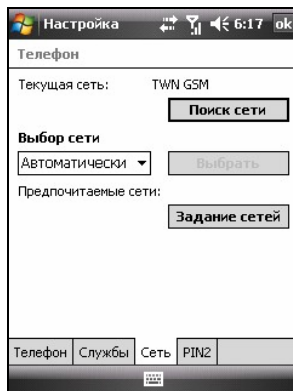 Настройка 6:17 ok
Телефон
Текущая сеть: TWN GSM
Поиск сети
Выбор сети
Автоматически Выбрать
Предпочитаемые сети:
Задание сетей
Телефон Службы Сеть PIN2